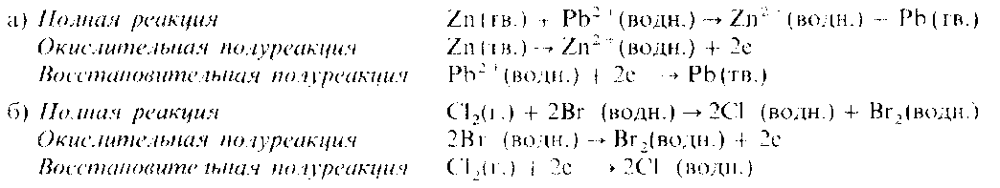 а) Полная реакция Zn(тв.) + Pb²⁺(водн.) → Zn²⁺(водн.) + Pb(тв.)
Окислительная полуреакция Zn(тв.) → Zn²⁺(водн.) + 2e
Восстановительная полуреакция Pb²⁺(водн.) + 2e → Pb(тв.)
б) Полная реакция Cl₂(г.) + 2Br (водн.) → 2Cl (водн.) + Br₂(водн.)
Окислительная полуреакция 2Br (водн.) → Br₂(водн.) + 2e
Восстановительная полуреакция Cl₂(г.) + 2e → 2Cl (водн.)